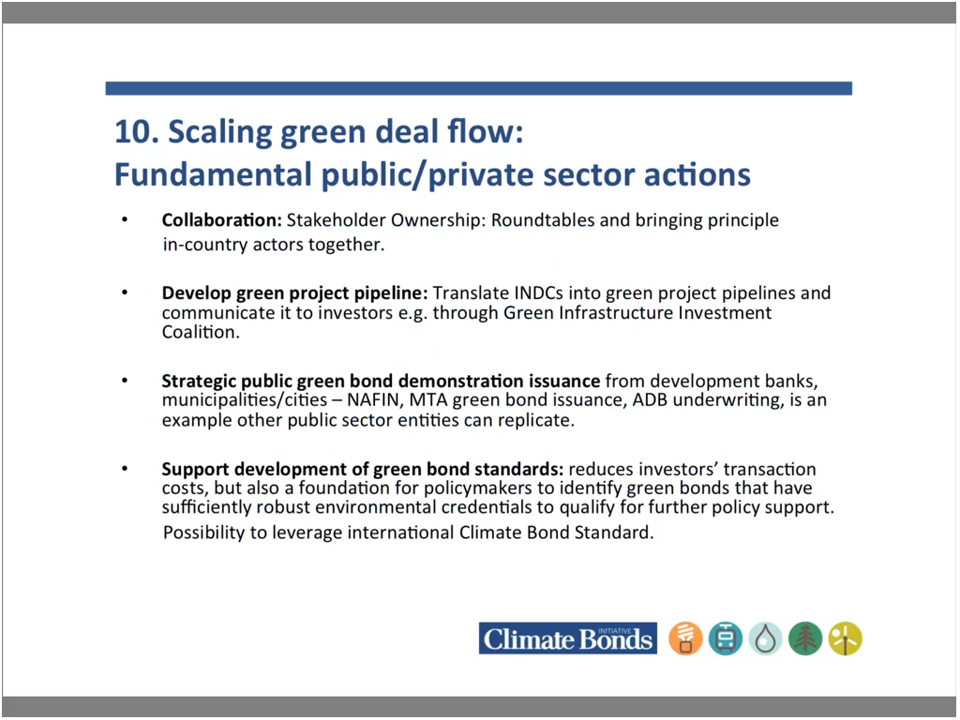 10. Scaling green deal flow:
Fundamental public/private sector actions
• Collaboration: Stakeholder Ownership: Roundtables and bringing principle
in-country actors together.
• Develop green project pipeline: Translate INDCs into green project pipelines and
communicate it to investors e.g. through Green Infrastructure Investment
Coalition.
• Strategic public green bond demonstration issuance from development banks,
municipalities/cities – NAFIN, MTA green bond issuance, ADB underwriting, is an
example other public sector entities can replicate.
• Support development of green bond standards: reduces investors’ transaction
costs, but also a foundation for policymakers to identify green bonds that have
sufficiently robust environmental credentials to qualify for further policy support.
Possibility to leverage international Climate Bond Standard.
Climate Bonds INITIATIVE